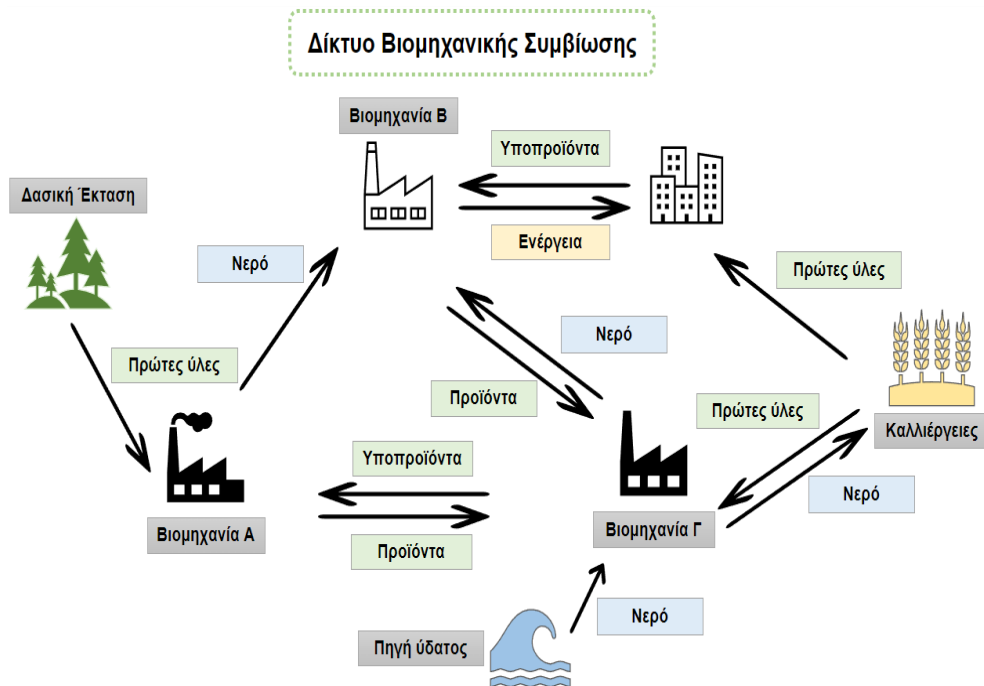 Δίκτυο Βιομηχανικής Συμβίωσης
Βιομηχανία Β
Υποπροϊόντα
Δασική Έκταση
Ενέργεια
Νερό
Πρώτες ύλες
Νερό
Πρώτες ύλες
Προϊόντα
Πρώτες ύλες
Καλλιέργειες
Υποπροϊόντα
Νερό
Βιομηχανία Α
Βιομηχανία Γ
Προϊόντα
Νερό
Πηγή ύδατος